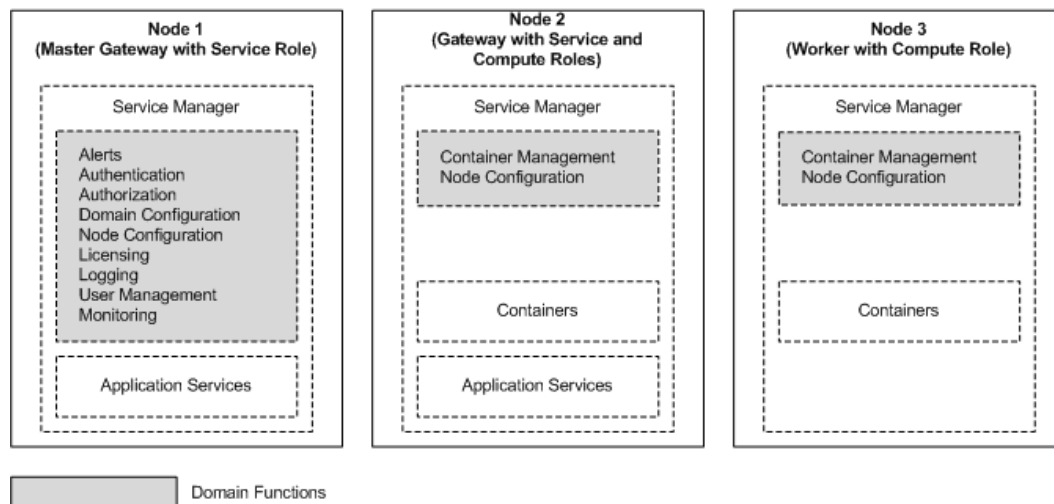 Node 1
(Master Gateway with Service Role)
Service Manager
Alerts
Authentication
Authorization
Domain Configuration
Node Configuration
Licensing
Logging
User Management
Monitoring
Application Services
Node 2
(Gateway with Service and
Compute Roles)
Service Manager
Container Management
Node Configuration
Containers
Application Services
Node 3
(Worker with Compute Role)
Service Manager
Container Management
Node Configuration
Containers
Domain Functions